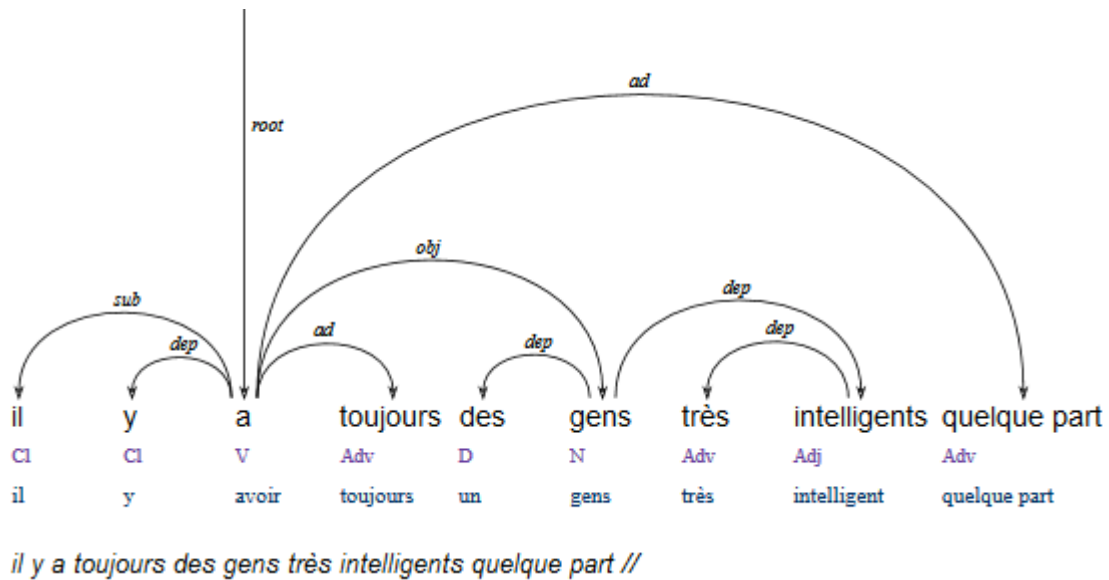 ad
root
obj
sub
dep
dep
ad
dep
dep
il y a toujours des gens très intelligents quelque part
Cl Cl V Adv D N Adv Adj Adv
il y avoir toujours un gens très intelligent quelque part
il y a toujours des gens très intelligents quelque part //